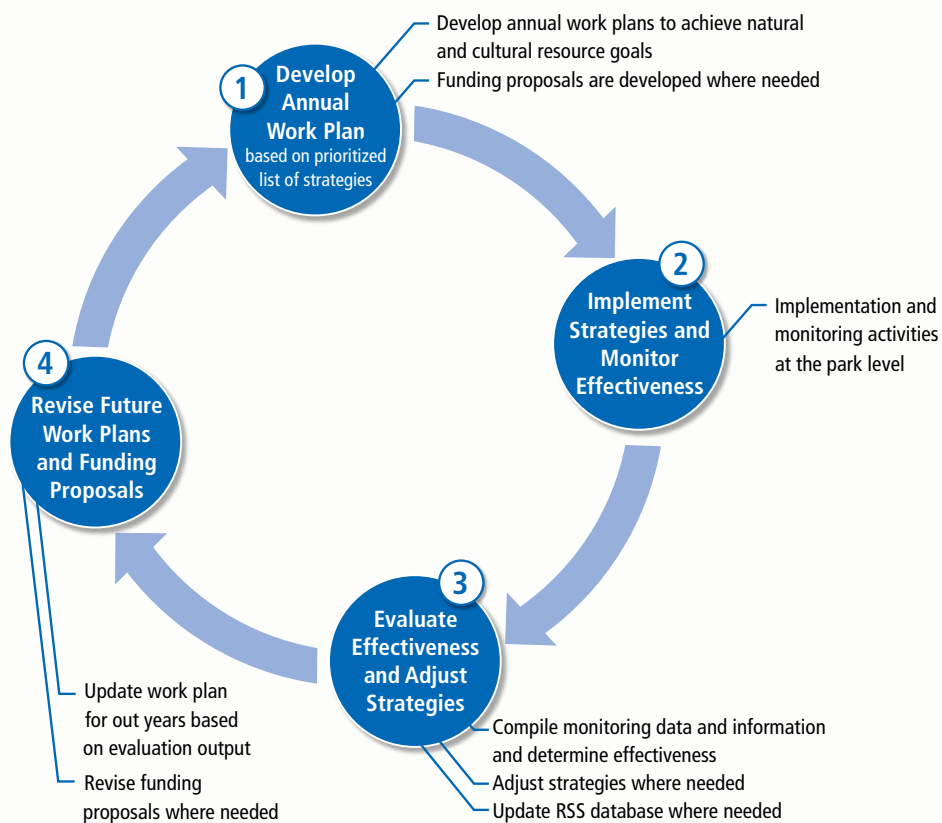 1
Develop
Annual
Work Plan
based on prioritized
list of strategies
Develop annual work plans to achieve natural
and cultural resource goals
Funding proposals are developed where needed
2
Implement
Strategies and
Monitor
Effectiveness
Implementation and
monitoring activities
at the park level
3
Evaluate
Effectiveness
and Adjust
Strategies
Compile monitoring data and information
and determine effectiveness
Adjust strategies where needed
Update RSS database where needed
4
Revise Future
Work Plans
and Funding
Proposals
Update work plan
for out years based
on evaluation output
Revise funding
proposals where needed